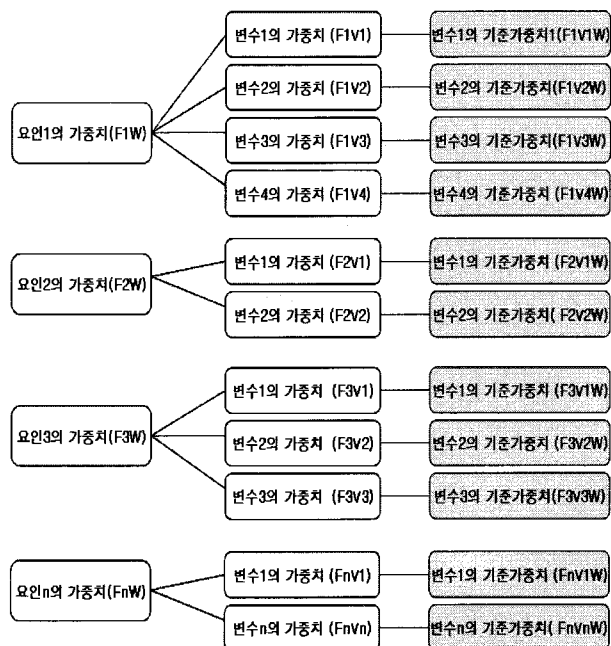 변수1의 가중치 (F1V1)
변수1의 기준가중치1(F1V1W)
변수2의 가중치 (F1V2)
변수2의 기준가중치(F1V2W)
요인1의 가중치(F1W)
변수3의 가중치 (F1V3)
변수3의 기준가중치(F1V3W)
변수4의 가중치 (F1V4)
변수4의 기준가중치 (F1V4W)
요인2의 가중치(F2W)
변수1의 가중치 (F2V1)
변수1의 기준가중치 (F2V1W)
변수2의 가중치 (F2V2)
변수2의 기준가중치( F2V2W)
요인3의 가중치(F3W)
변수1의 가중치 (F3V1)
변수1의 기준가중치 (F3V1W)
변수2의 가중치 (F3V2)
변수2의 기준가중치(F3V2W)
변수3의 가중치 (F3V3)
변수3의 기준가중치(F3V3W)
요인n의 가중치(FnW)
변수1의 가중치 (FnV1)
변수1의 기준가중치 (FnV1W)
변수n의 가중치 (FnVn)
변수n의 기준가중치( FnVnW)